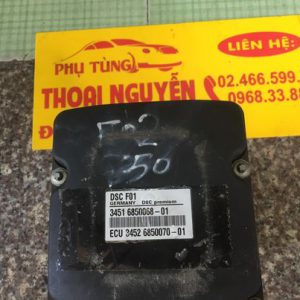 PHỤ TÙNG
LIÊN HỆ:
THOẠI NGUYỄN
02.466.599
0968.33.8
F02
750
DSC F01
GERMANY DSC premium
3451 6850068-01
ECU 3452 6850070-01